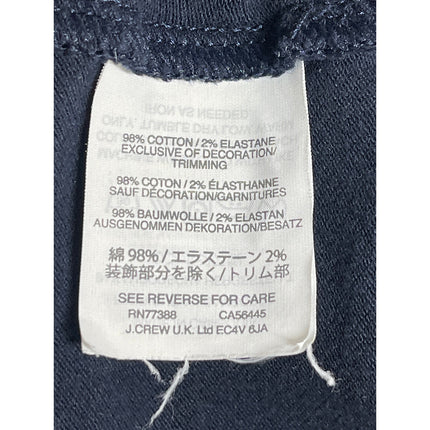 98% COTTON / 2% ELASTANE
EXCLUSIVE OF DECORATION/
TRIMMING
98% COTON / 2% ÉLASTHANNE
SAUF DÉCORATION/GARNITURES
98% BAUMWOLLE / 2% ELASTAN
AUSGENOMMEN DEKORATION/BESATZ
綿 98% / エラステーン 2%
装飾部分を除く/トリム部
SEE REVERSE FOR CARE
RN77388 CA56445
J.CREW U.K. Ltd EC4V 6JA